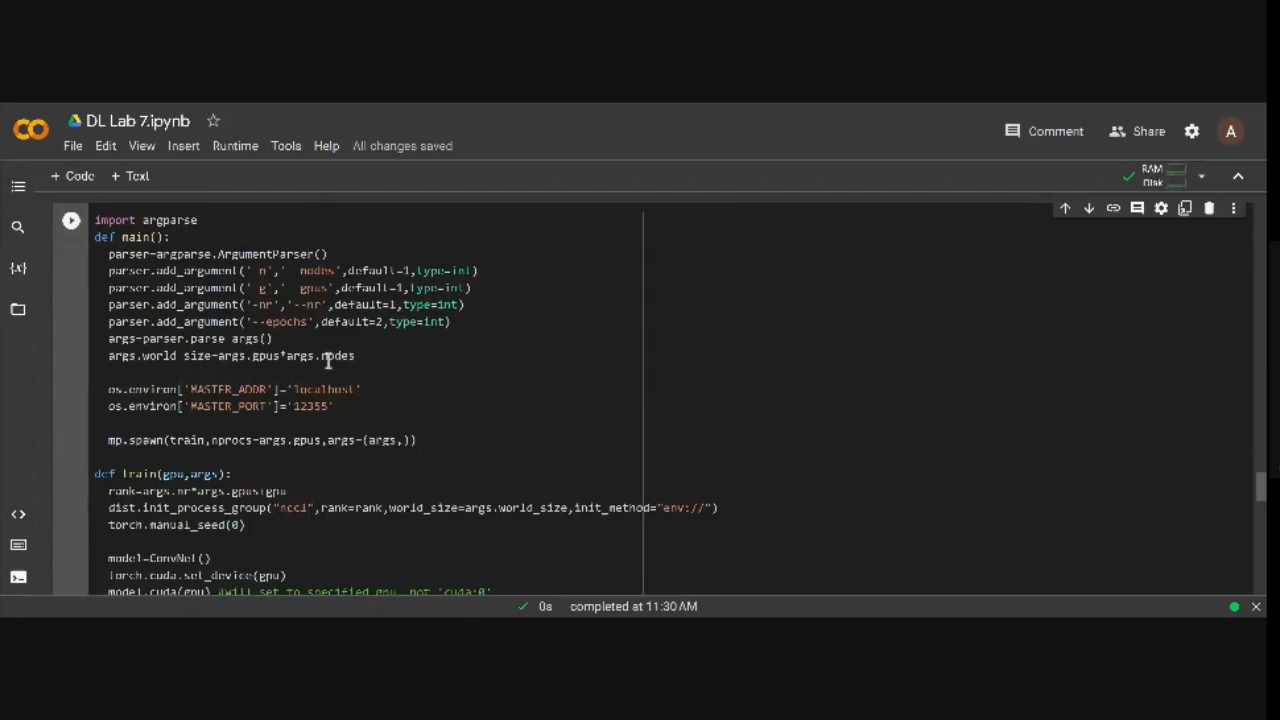 DL Lab 7.ipynb
Comment Share A
File Edit View Insert Runtime Tools Help All changes saved
+ Code + Text
RAM
Disk
import argparse
def main():
parser=argparse.ArgumentParser()
parser.add_argument('-n','--nodes',default=1,type=int)
parser.add_argument('-g','--gpus',default=1,type=int)
parser.add_argument('-nr','--nr',default=1,type=int)
parser.add_argument('--epochs',default=2,type=int)
args=parser.parse_args()
args.world_size=args.gpus*args.nodes
os.environ['MASTER_ADDR']='localhost'
os.environ['MASTER_PORT']='12355'
mp.spawn(train,nprocs=args.gpus,args=(args,))
def train(gpu,args):
rank=args.nr*args.gpus+gpu
dist.init_process_group("nccl",rank=rank,world_size=args.world_size,init_method="env://")
torch.manual_seed(0)
model=ConvNet()
torch.cuda.set_device(gpu)
model.cuda(gpu) #will set to specified gpu, not 'cuda:0'
0s completed at 11:30 AM